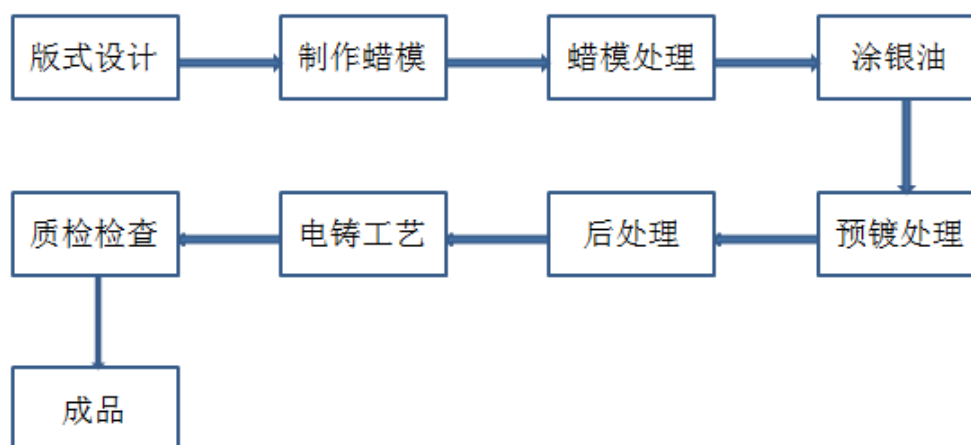 版式设计
制作蜡模
蜡模处理
涂银油
预镀处理
后处理
电铸工艺
质检检查
成品